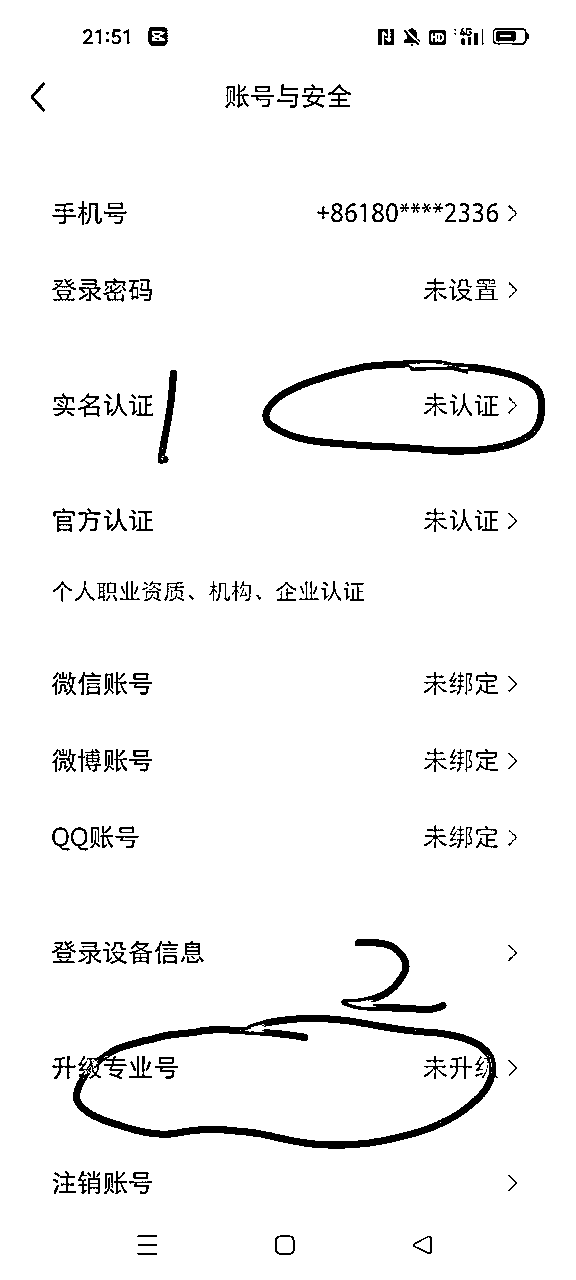 21:51
账号与安全
手机号 +86180****2336
登录密码 未设置
实名认证 1 未认证
官方认证 未认证
个人职业资质、机构、企业认证
微信账号 未绑定
微博账号 未绑定
QQ账号 未绑定
登录设备信息 2
升级专业号 未升级
注销账号